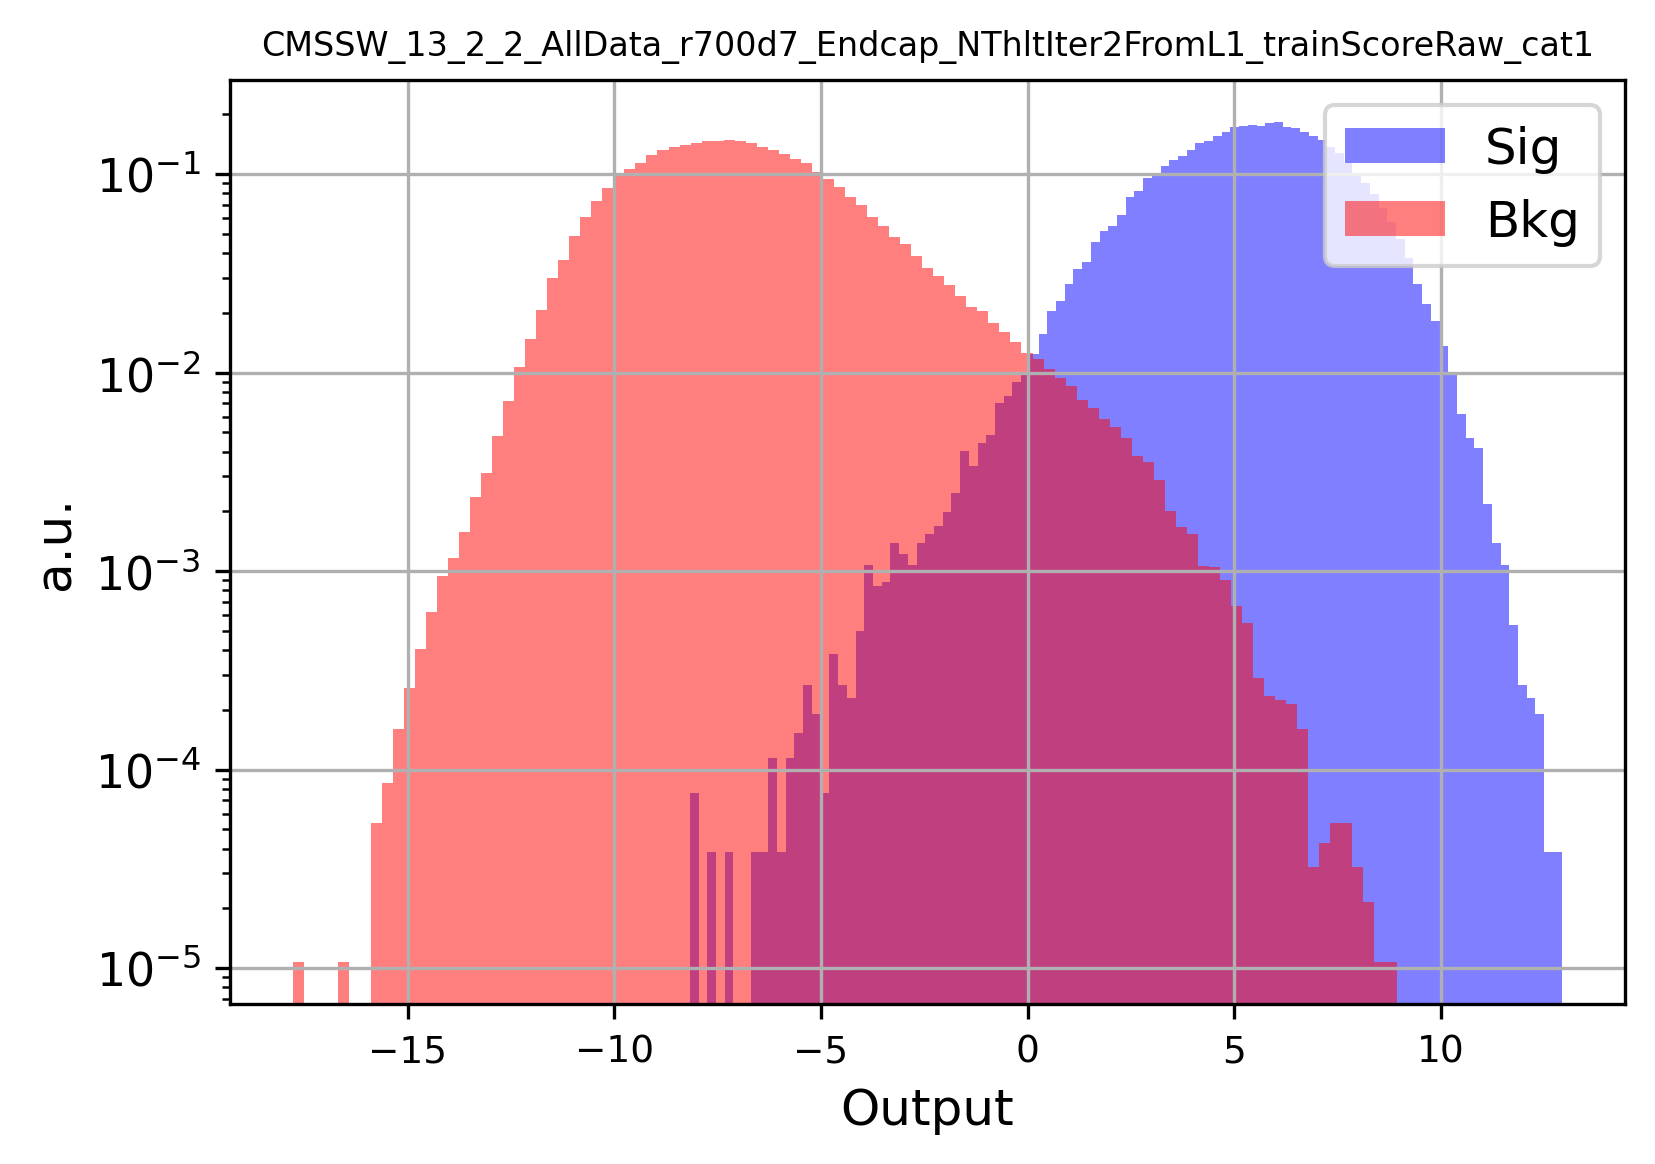 CMSSW_13_2_2_AllData_r700d7_Endcap_NThltIter2FromL1_trainScoreRaw_cat1
Sig
Bkg
10⁻¹
10⁻²
10⁻³
10⁻⁴
10⁻⁵
a.u.
−15 −10 −5 0 5 10
Output